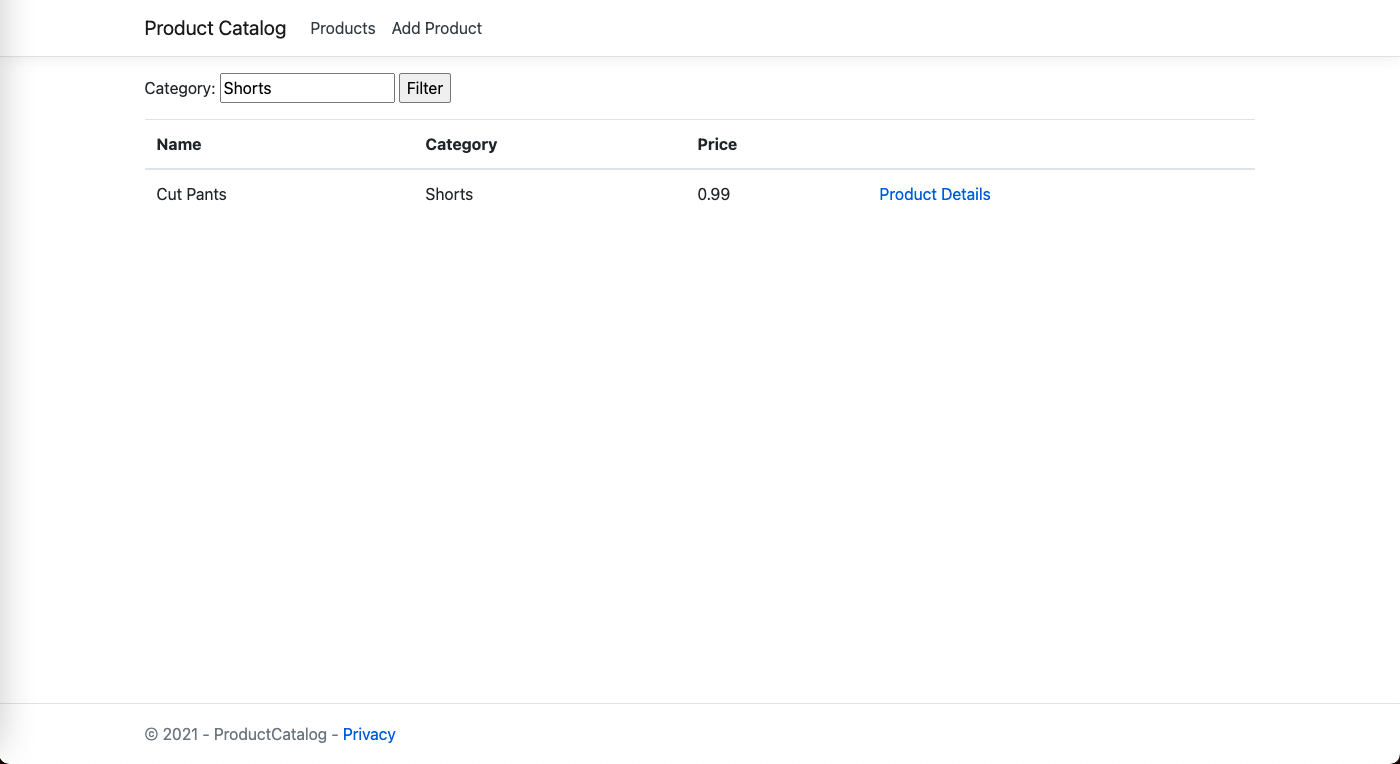 Product Catalog Products Add Product
Category: Shorts Filter
Name Category Price
Cut Pants Shorts 0.99 Product Details
© 2021 - ProductCatalog - Privacy